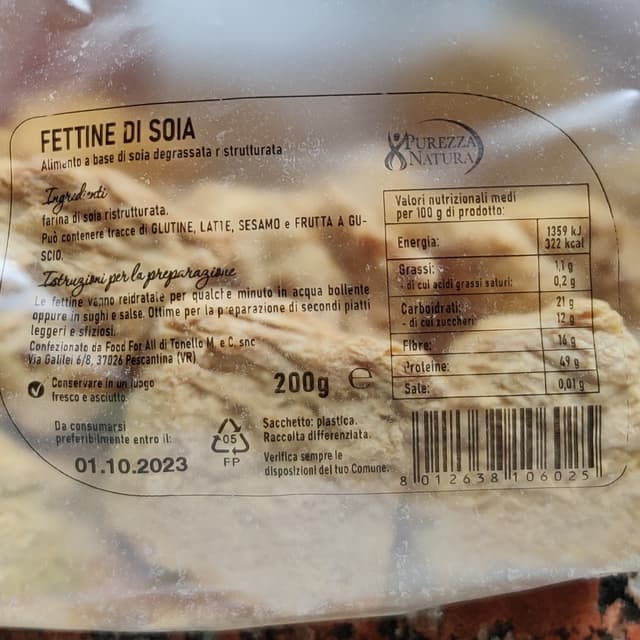 FETTINE DI SOIA
Alimento a base di soia degrassata ristrutturata
Ingredienti
farina di soia ristrutturata.
Può contenere tracce di GLUTINE, LATTE, SESAMO e FRUTTA A GU-
SCIO.
Istruzioni per la preparazione
Le fettine vanno reidratate per qualche minuto in acqua bollente
oppure in sughi e salse. Ottime per la preparazione di secondi piatti
leggeri e sfiziosi.
Confezionato da Food For All di Tonello M. e C. snc
Via Galilei 6/8, 37026 Pescantina (VR)
Conservare in un luogo
fresco e asciutto.
200g e
Da consumarsi
preferibilmente entro il:
01.10.2023
05
FP
Sacchetto: plastica.
Raccolta differenziata.
Verifica sempre le
disposizioni del tuo Comune.
PUREZZA
NATURA
Valori nutrizionali medi
per 100 g di prodotto:
Energia: 1359 kJ
322 kcal
Grassi: 1,1 g
- di cui acidi grassi saturi: 0,2 g
Carboidrati: 21 g
- di cui zuccheri 12 g
Fibre: 16 g
Proteine: 49 g
Sale: 0,01 g
8 012638 106025